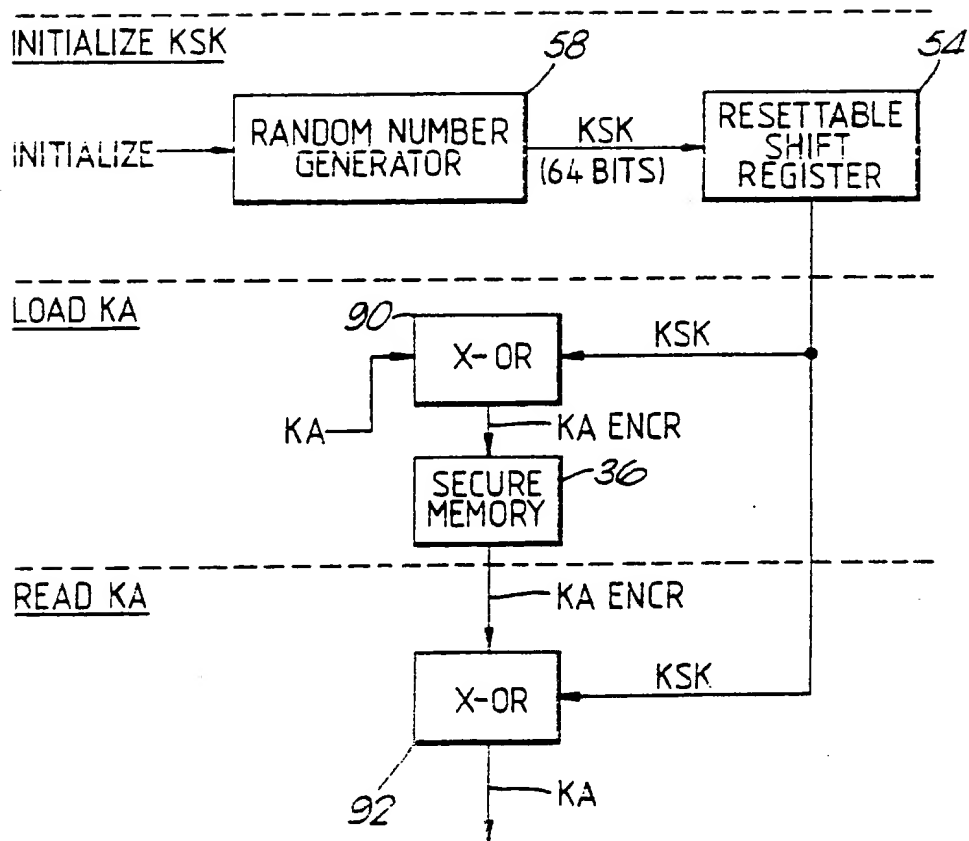 INITIALIZE KSK
58
54
INITIALIZE
RANDOM NUMBER
GENERATOR
KSK
(64 BITS)
RESETTABLE
SHIFT
REGISTER
LOAD KA
90
X-OR
KSK
KA
KA ENCR
SECURE
MEMORY
36
READ KA
KA ENCR
X-OR
KSK
92
KA